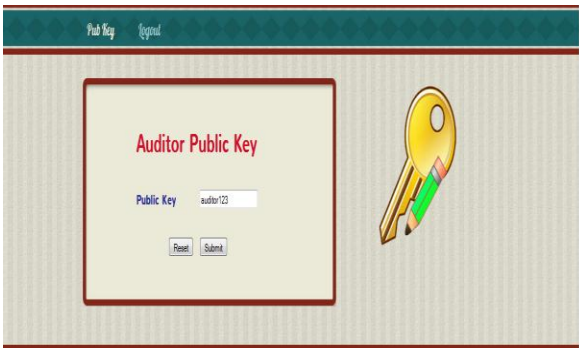 Pub Key Logout
Auditor Public Key
Public Key auditor123
Reset Submit